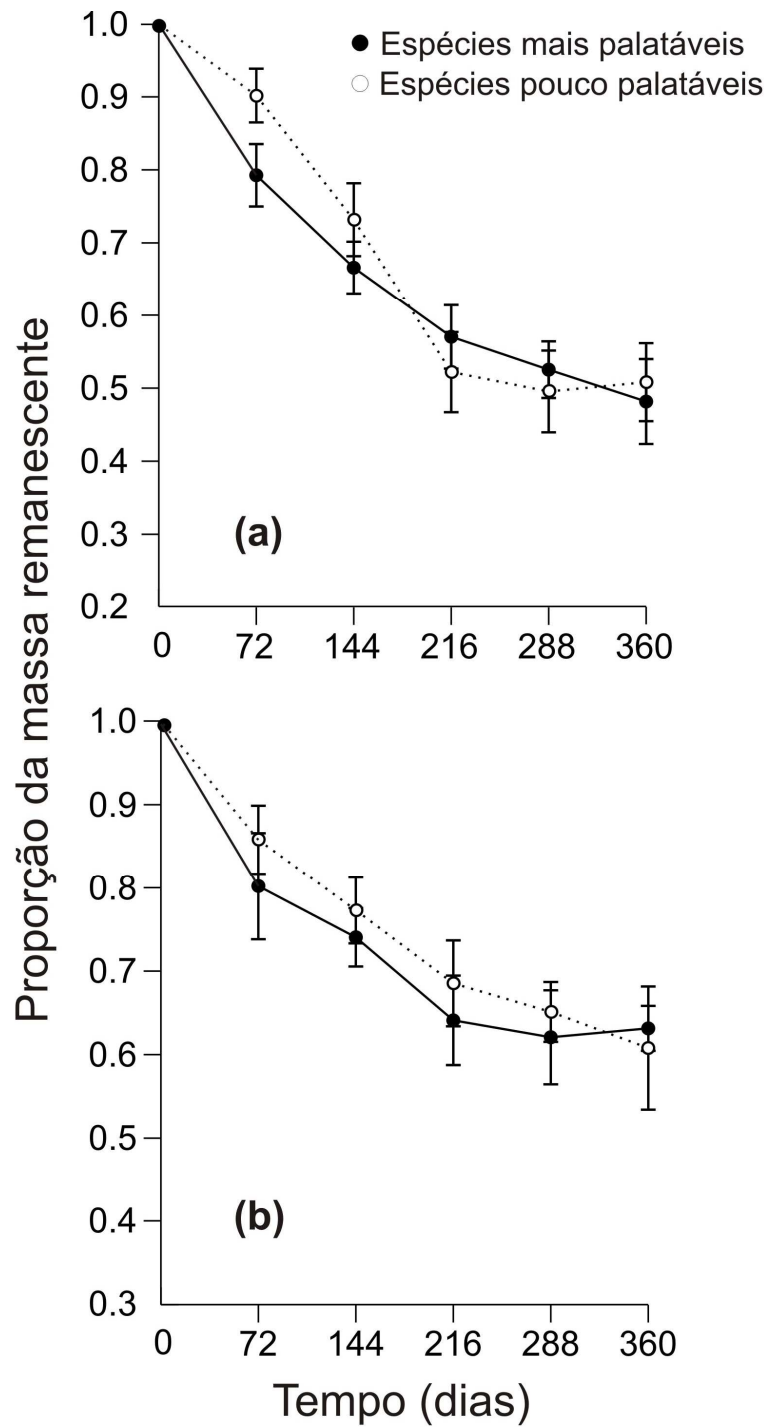 Espécies mais palatáveis
Espécies pouco palatáveis
Proporção da massa remanescente
1.0
0.9
0.8
0.7
0.6
0.5
0.4
0.3
0.2
(a)
0 72 144 216 288 360
1.0
0.9
0.8
0.7
0.6
0.5
0.4
0.3
(b)
0 72 144 216 288 360
Tempo (dias)